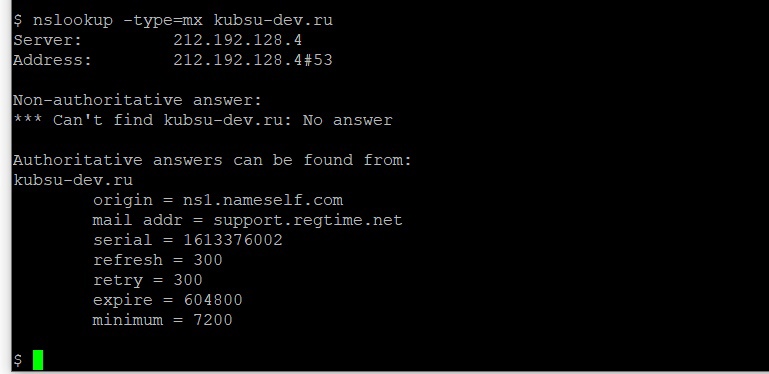 $ nslookup -type=mx kubsu-dev.ru
Server:         212.192.128.4
Address:        212.192.128.4#53

Non-authoritative answer:
*** Can't find kubsu-dev.ru: No answer

Authoritative answers can be found from:
kubsu-dev.ru
        origin = ns1.nameself.com
        mail addr = support.regtime.net
        serial = 1613376002
        refresh = 300
        retry = 300
        expire = 604800
        minimum = 7200

$